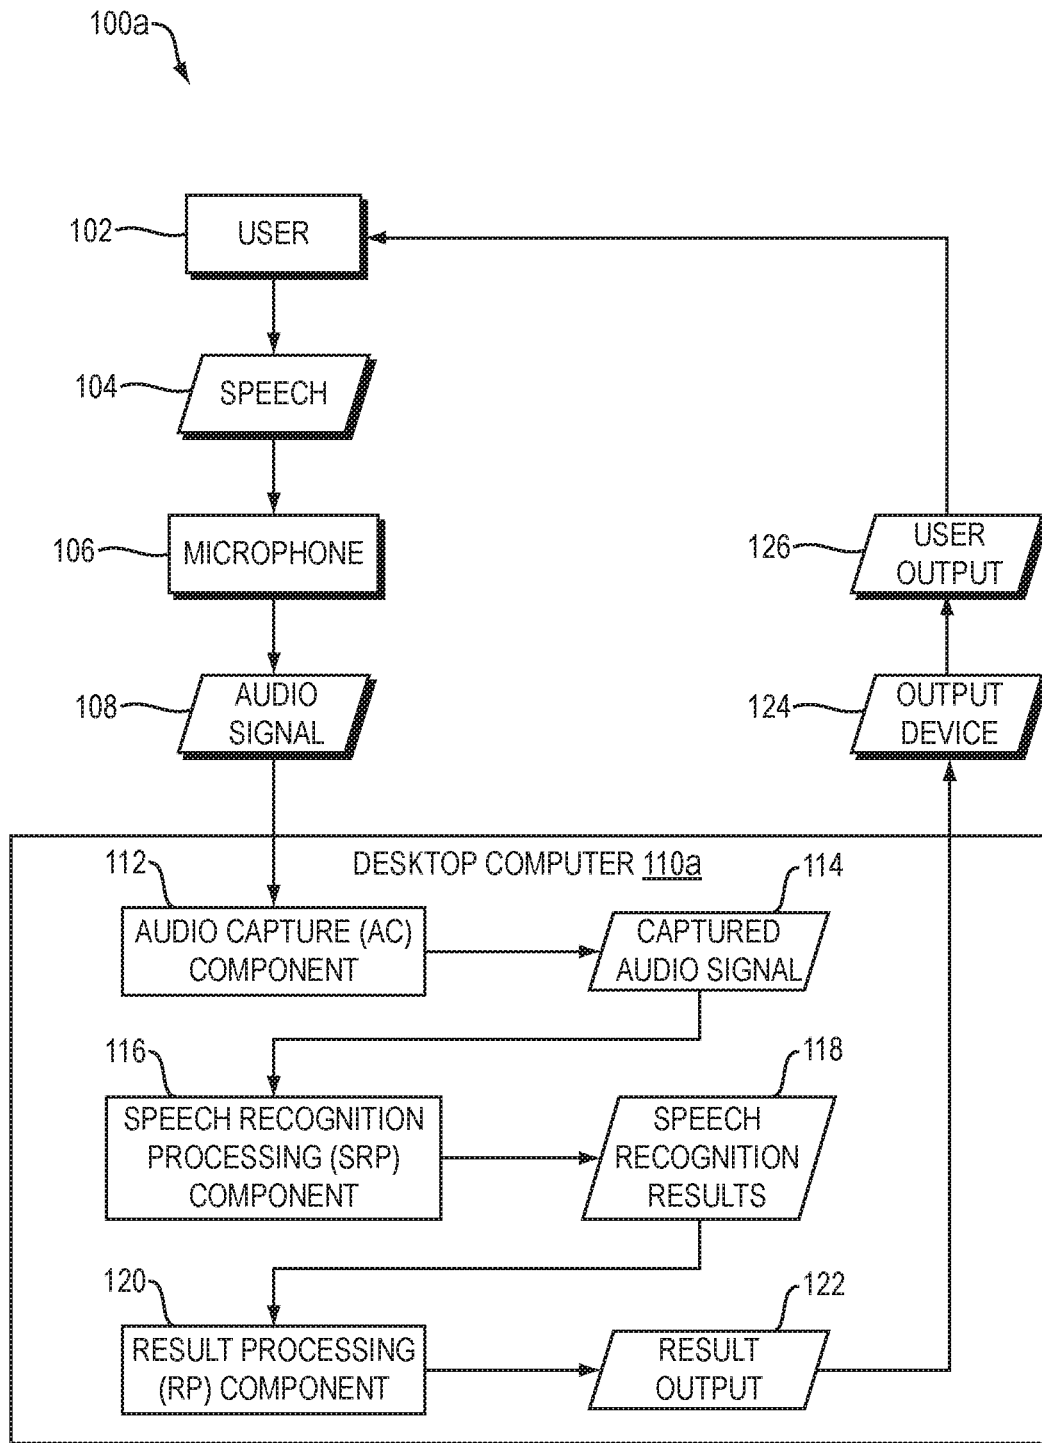 100a
102
USER
104
SPEECH
106
MICROPHONE
126
USER
OUTPUT
108
AUDIO
SIGNAL
124
OUTPUT
DEVICE
DESKTOP COMPUTER 110a
112
AUDIO CAPTURE (AC)
COMPONENT
114
CAPTURED
AUDIO SIGNAL
116
SPEECH RECOGNITION
PROCESSING (SRP)
COMPONENT
118
SPEECH
RECOGNITION
RESULTS
120
RESULT PROCESSING
(RP) COMPONENT
122
RESULT
OUTPUT